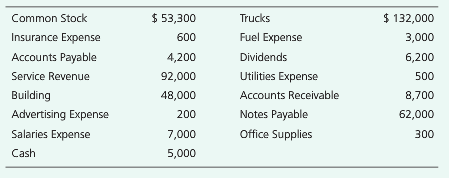 Common Stock $ 53,300 Trucks $ 132,000
Insurance Expense 600 Fuel Expense 3,000
Accounts Payable 4,200 Dividends 6,200
Service Revenue 92,000 Utilities Expense 500
Building 48,000 Accounts Receivable 8,700
Advertising Expense 200 Notes Payable 62,000
Salaries Expense 7,000 Office Supplies 300
Cash 5,000